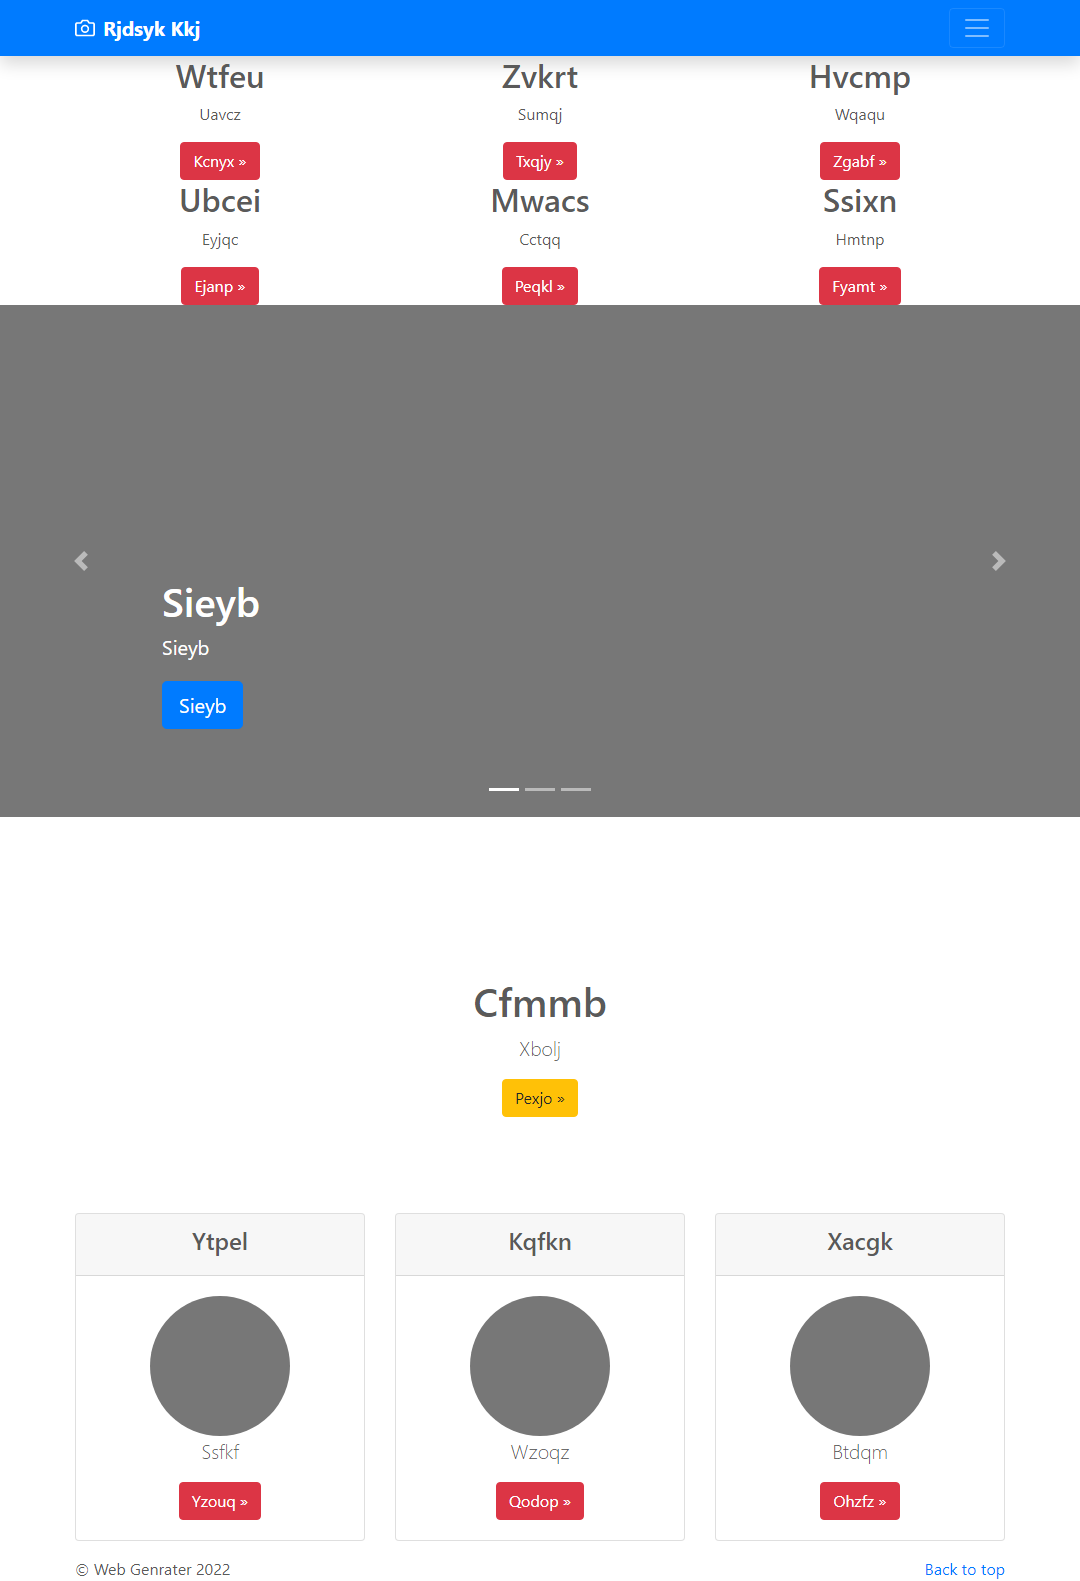 Rjdsyk Kkj
Wtfeu
Zvkrt
Hvcmp
Uavcz
Sumqj
Wqaqu
Kcnyx »
Txqjy »
Zgabf »
Ubcei
Mwacs
Ssixn
Eyjqc
Cctqq
Hmtnp
Ejanp »
Peqkl »
Fyamt »
Sieyb
Sieyb
Sieyb
Cfmmb
Xbolj
Pexjo »
Ytpel
Kqfkn
Xacgk
Ssfkf
Wzoqz
Btdqm
Yzouq »
Qodop »
Ohzfz »
© Web Genrater 2022
Back to top